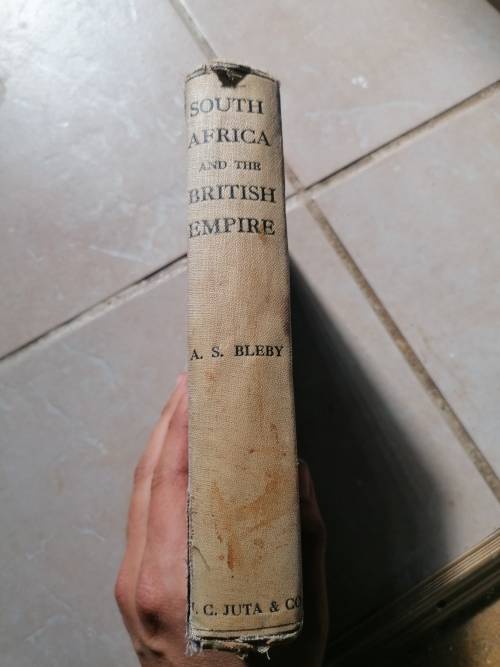 SOUTH
AFRICA
AND THE
BRITISH
EMPIRE
A. S. BLEBY
J. C. JUTA & CO